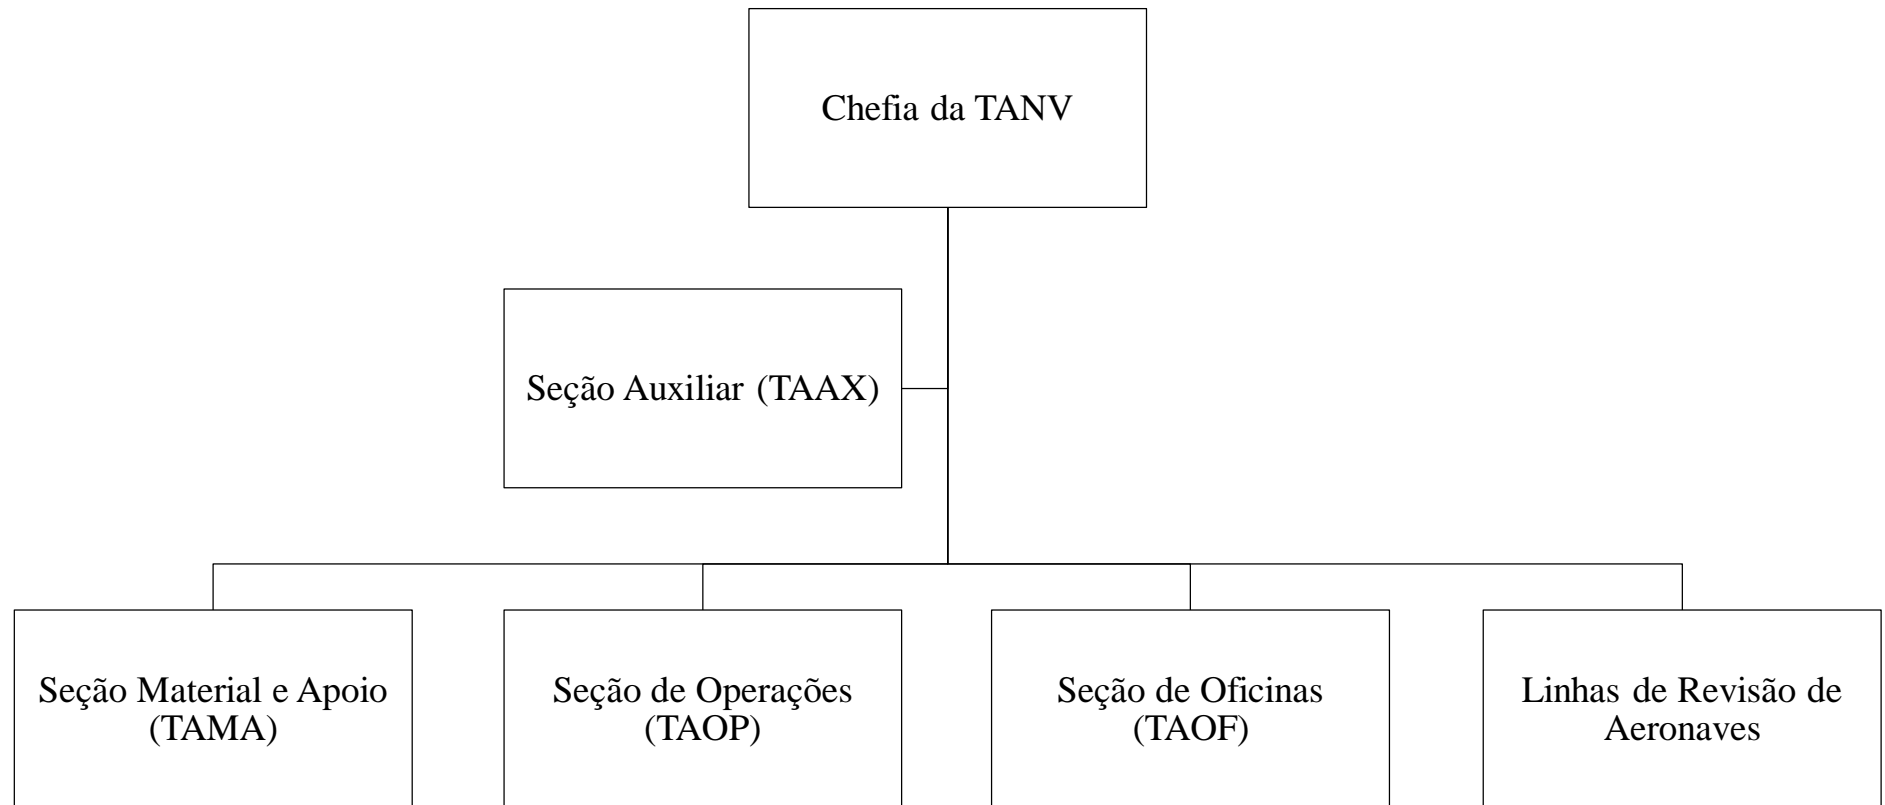 Chefia da TANV
Seção Auxiliar (TAAX)
Seção Material e Apoio
(TAMA)
Seção de Operações
(TAOP)
Seção de Oficinas
(TAOF)
Linhas de Revisão de
Aeronaves